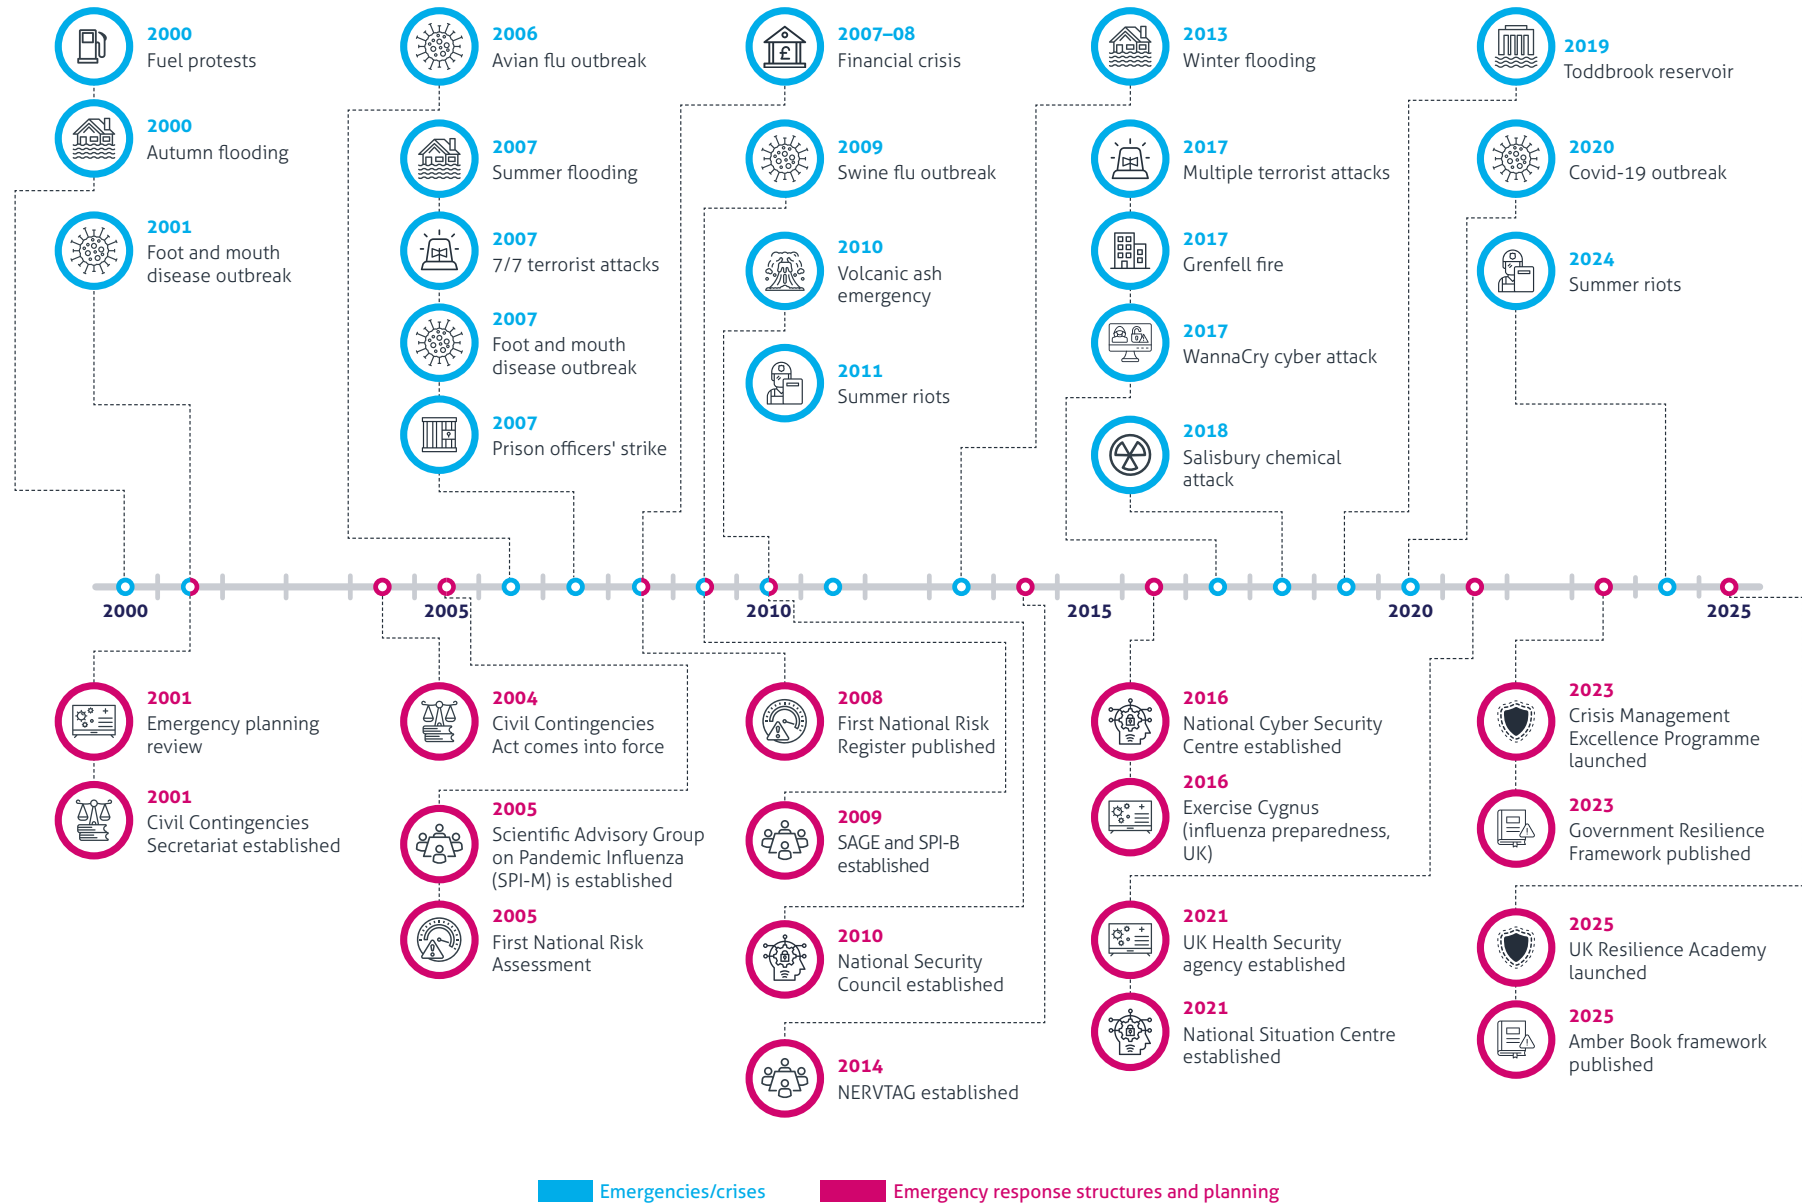 2000
Fuel protests
2000
Autumn flooding
2001
Foot and mouth
disease outbreak
2006
Avian flu outbreak
2007
Summer flooding
2007
7/7 terrorist attacks
2007
Foot and mouth
disease outbreak
2007
Prison officers' strike
2007–08
Financial crisis
2009
Swine flu outbreak
2010
Volcanic ash
emergency
2011
Summer riots
2013
Winter flooding
2017
Multiple terrorist attacks
2017
Grenfell fire
2017
WannaCry cyber attack
2018
Salisbury chemical
attack
2019
Toddbrook reservoir
2020
Covid-19 outbreak
2024
Summer riots
2000
2005
2010
2015
2020
2025
2001
Emergency planning
review
2001
Civil Contingencies
Secretariat established
2004
Civil Contingencies
Act comes into force
2005
Scientific Advisory Group
on Pandemic Influenza
(SPI-M) is established
2005
First National Risk
Assessment
2008
First National Risk
Register published
2009
SAGE and SPI-B
established
2010
National Security
Council established
2014
NERVTAG established
2016
National Cyber Security
Centre established
2016
Exercise Cygnus
(influenza preparedness,
UK)
2021
UK Health Security
agency established
2021
National Situation Centre
established
2023
Crisis Management
Excellence Programme
launched
2023
Government Resilience
Framework published
2025
UK Resilience Academy
launched
2025
Amber Book framework
published
Emergencies/crises
Emergency response structures and planning